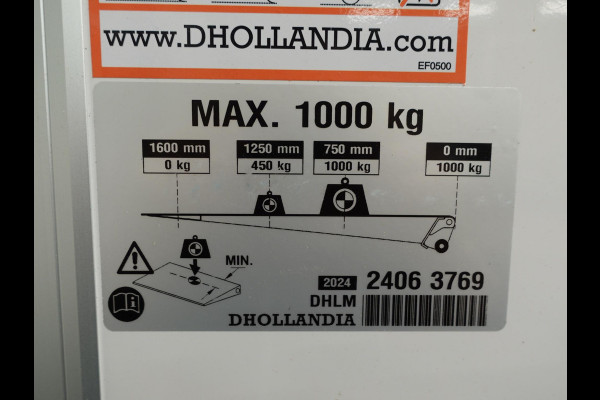 www.DHOLLANDIA.com
EF0500
MAX. 1000 kg
1600 mm 1250 mm 750 mm 0 mm
0 kg 450 kg 1000 kg 1000 kg
MIN.
2024 2406 3769
DHLM
DHOLLANDIA